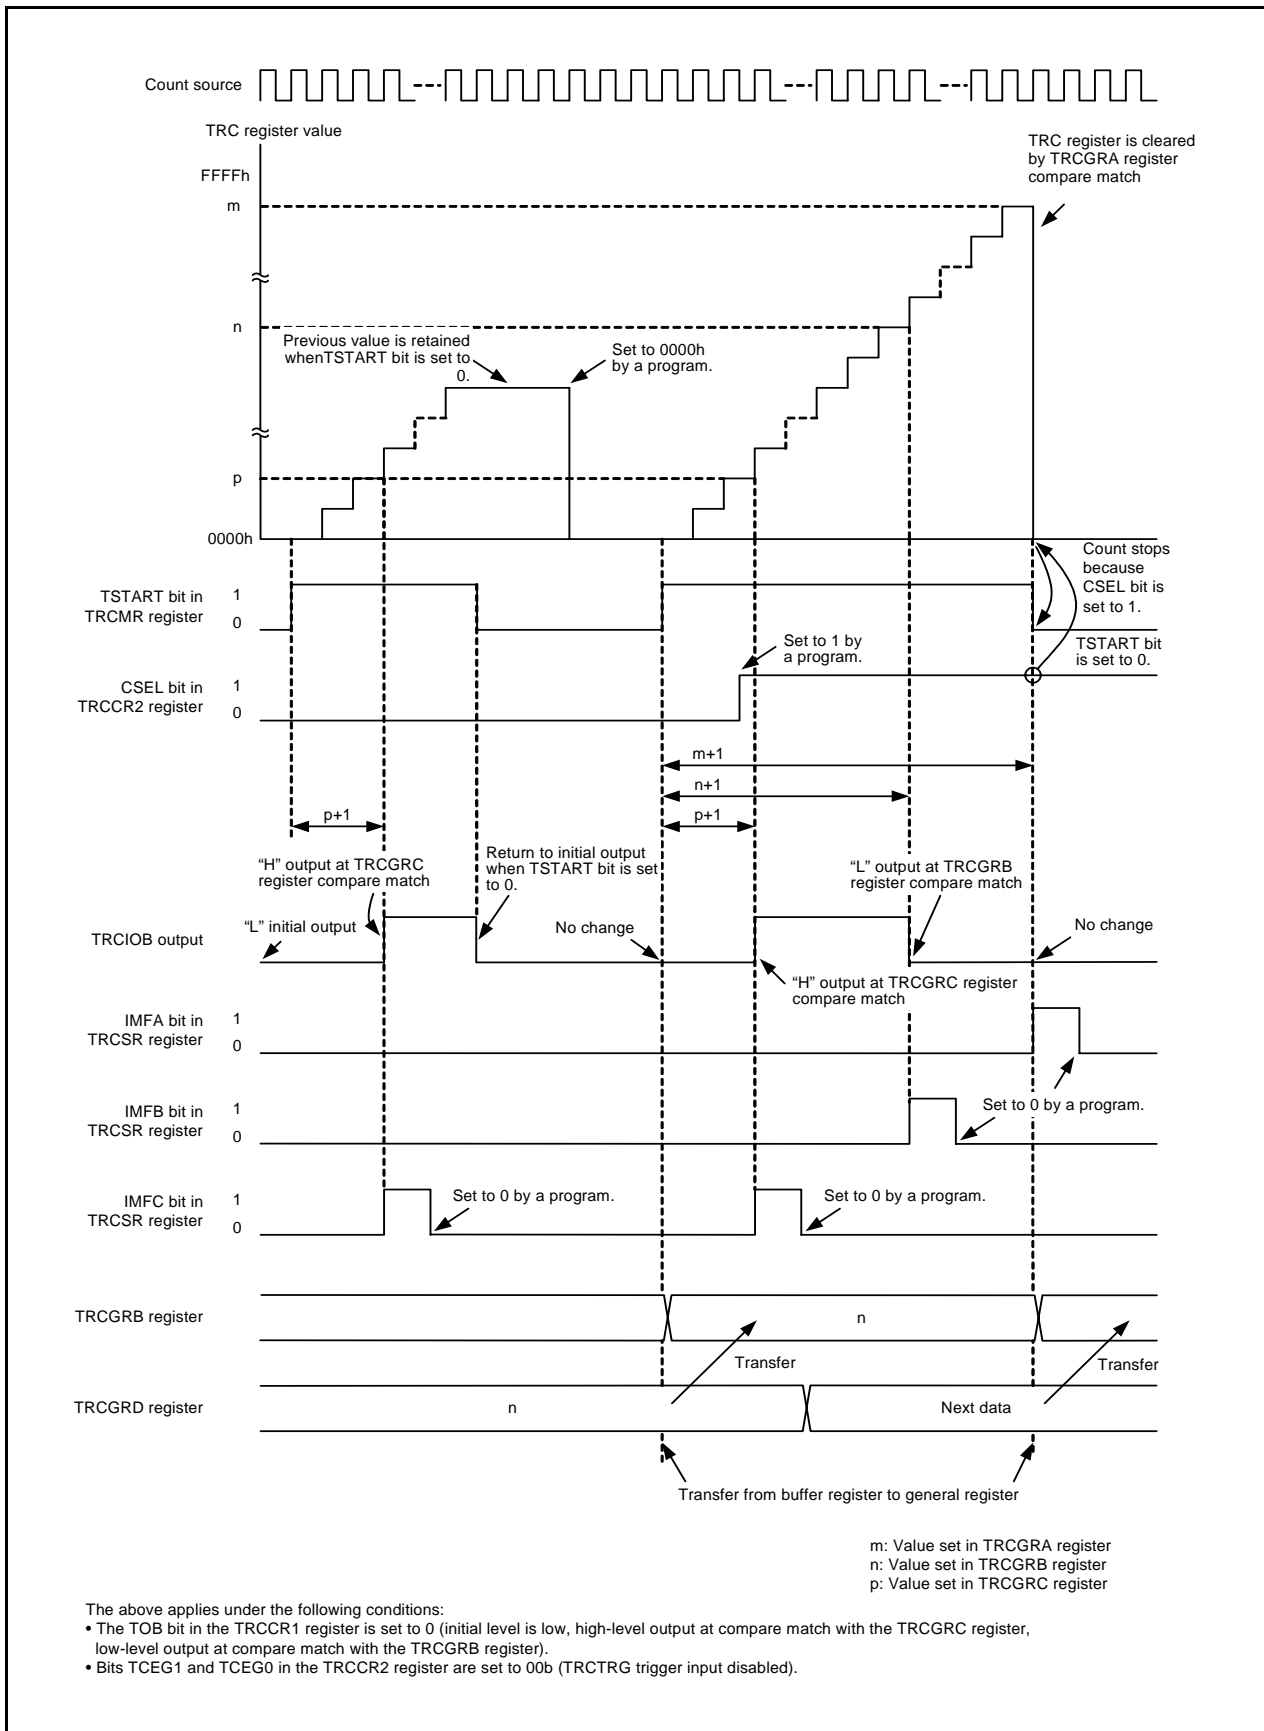 Count source
TRC register value
TRC register is cleared
by TRCGRA register
compare match
FFFFh
m
n
Previous value is retained
whenTSTART bit is set to
0.
Set to 0000h
by a program.
p
0000h
Count stops
because
CSEL bit is
set to 1.
TSTART bit in
TRCMR register
1
0
Set to 1 by
a program.
TSTART bit
is set to 0.
CSEL bit in
TRCCR2 register
1
0
m+1
n+1
p+1
p+1
“H” output at TRCGRC
register compare match
Return to initial output
when TSTART bit is set
to 0.
“L” output at TRCGRB
register compare match
“L” initial output
No change
No change
TRCIOB output
“H” output at TRCGRC register
compare match
IMFA bit in
TRCSR register
1
0
Set to 0 by a program.
IMFB bit in
TRCSR register
1
0
IMFC bit in
TRCSR register
1
0
Set to 0 by a program.
Set to 0 by a program.
TRCGRB register
n
Transfer
Transfer
TRCGRD register
n
Next data
Transfer from buffer register to general register
m: Value set in TRCGRA register
n: Value set in TRCGRB register
p: Value set in TRCGRC register
The above applies under the following conditions:
• The TOB bit in the TRCCR1 register is set to 0 (initial level is low, high-level output at compare match with the TRCGRC register,
low-level output at compare match with the TRCGRB register).
• Bits TCEG1 and TCEG0 in the TRCCR2 register are set to 00b (TRCTRG trigger input disabled).